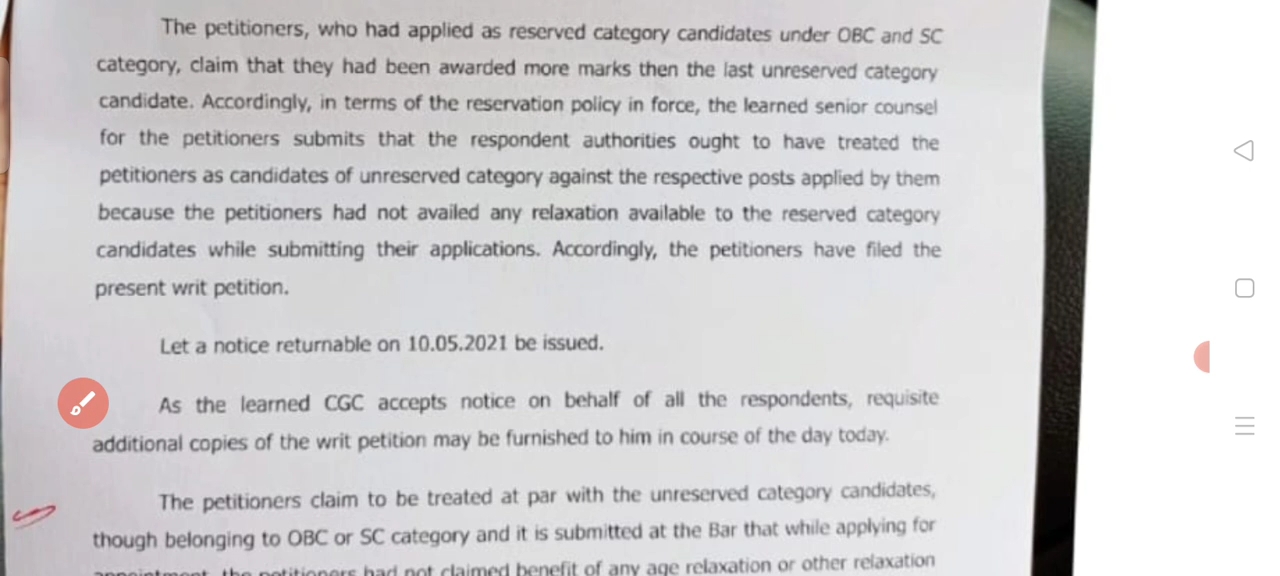 The petitioners, who had applied as reserved category candidates under OBC and SC
category, claim that they had been awarded more marks then the last unreserved category
candidate. Accordingly, in terms of the reservation policy in force, the learned senior counsel
for the petitioners submits that the respondent authorities ought to have treated the
petitioners as candidates of unreserved category against the respective posts applied by them
because the petitioners had not availed any relaxation available to the reserved category
candidates while submitting their applications. Accordingly, the petitioners have filed the
present writ petition.
Let a notice returnable on 10.05.2021 be issued.
As the learned CGC accepts notice on behalf of all the respondents, requisite
additional copies of the writ petition may be furnished to him in course of the day today.
The petitioners claim to be treated at par with the unreserved category candidates,
though belonging to OBC or SC category and it is submitted at the Bar that while applying for
appointment, the petitioners had not claimed benefit of any age relaxation or other relaxation